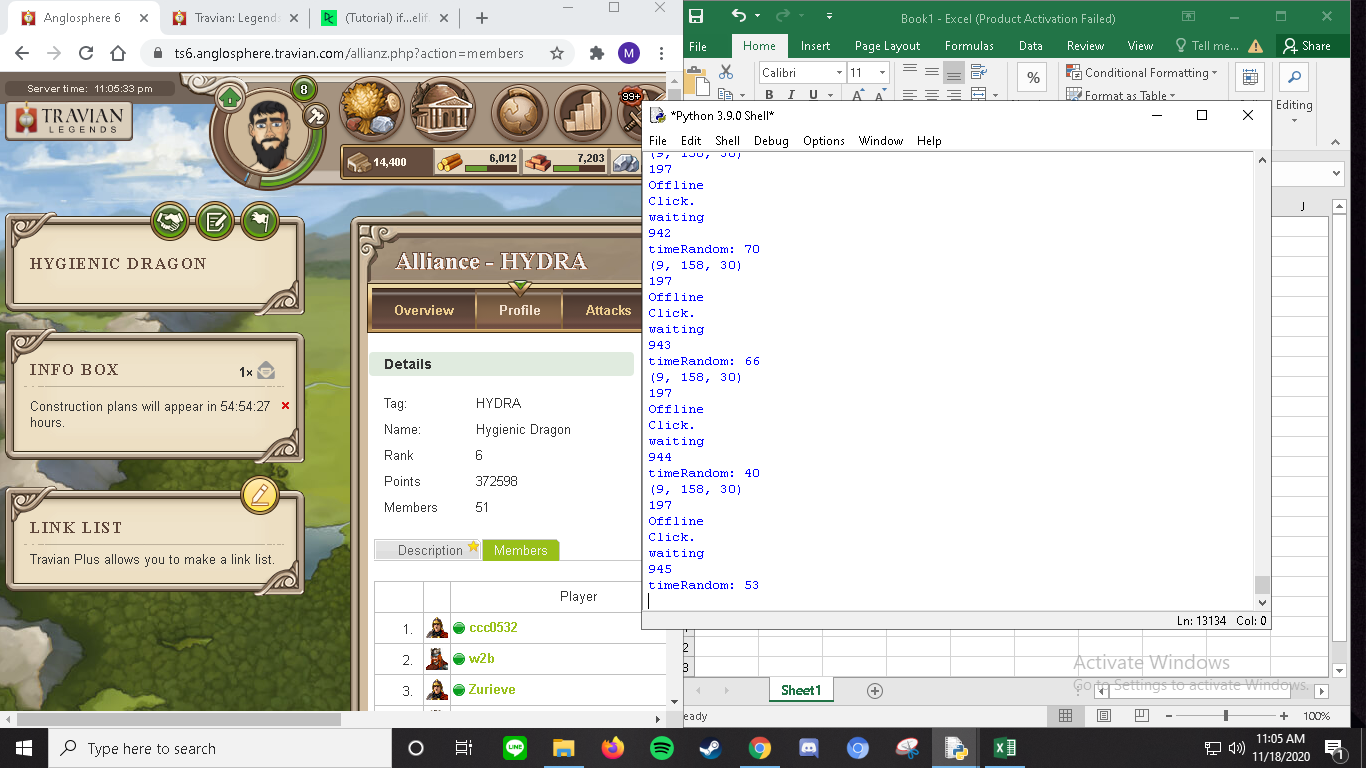 Anglosphere 6
Travian: Legends
(Tutorial) if...elif
ts6.anglosphere.travian.com/allianz.php?action=members
M
Server time: 11:05:33 pm
TRAVIAN
LEGENDS
8
99+
14,400
6,012
7,203
HYGIENIC DRAGON
INFO BOX
1×
Construction plans will appear in 54:54:27
hours.
LINK LIST
Travian Plus allows you to make a link list.
Alliance - HYDRA
Overview
Profile
Attacks
Details
Tag: HYDRA
Name: Hygienic Dragon
Rank 6
Points 372598
Members 51
Description
Members
Player
1. ccc0532
2. w2b
3. Zurieve
Book1 - Excel (Product Activation Failed)
File
Home
Insert
Page Layout
Formulas
Data
Review
View
Tell me...
Share
Calibri
11
B I U
A A
%
Conditional Formatting
Format as Table
Editing
*Python 3.9.0 Shell*
File Edit Shell Debug Options Window Help
(9, 158, 30)
197
Offline
Click.
waiting
942
timeRandom: 70
(9, 158, 30)
197
Offline
Click.
waiting
943
timeRandom: 66
(9, 158, 30)
197
Offline
Click.
waiting
944
timeRandom: 40
(9, 158, 30)
197
Offline
Click.
waiting
945
timeRandom: 53
Ln: 13134 Col: 0
J
2
3
Activate Windows
Go to Settings to activate Windows.
Sheet1
eady
100%
Type here to search
LINE
11:05 AM
11/18/2020
1